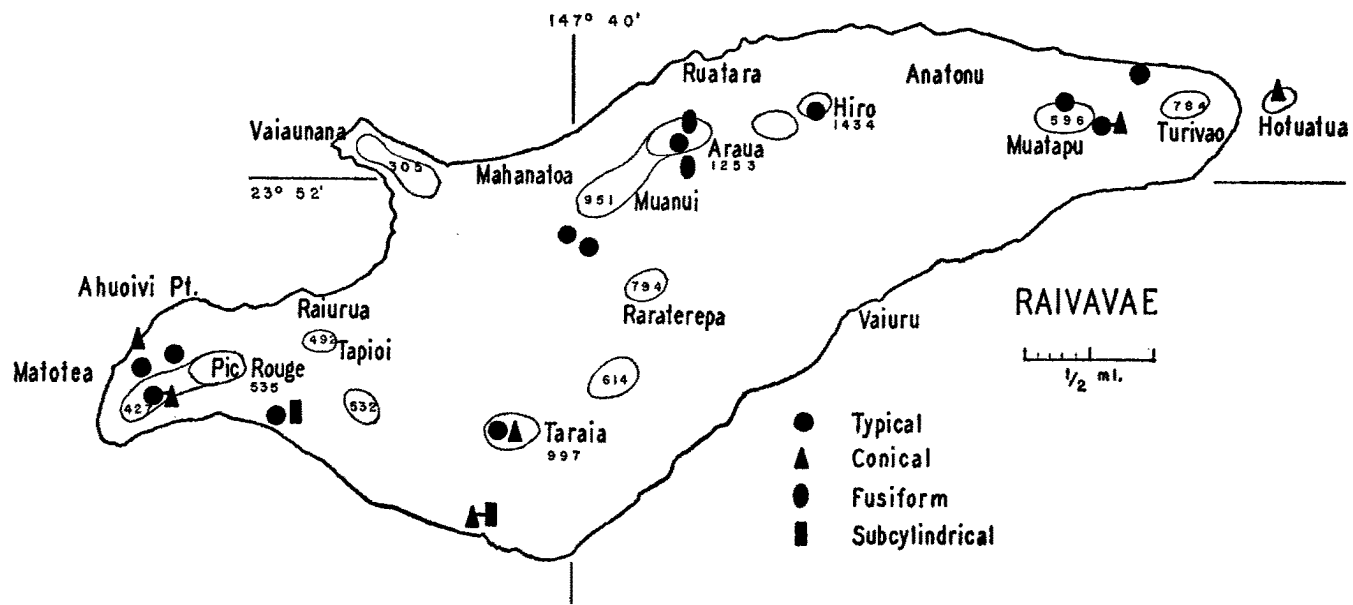 147° 40'
Ruatara
Anatonu
Vaiaunana
305
Hiro
1434
596
784
Muatapu
Turivao
Hotuatua
Araua
1253
Mahanatoa
23° 52'
951
Muanui
Ahuoivi Pt.
Raiurua
794
Raraterepa
Vaiuru
RAIVAVAE
492
Tapioi
1/2 mi.
Matotea
Pic Rouge
535
427
532
614
Taraia
997
Typical
Conical
Fusiform
Subcylindrical